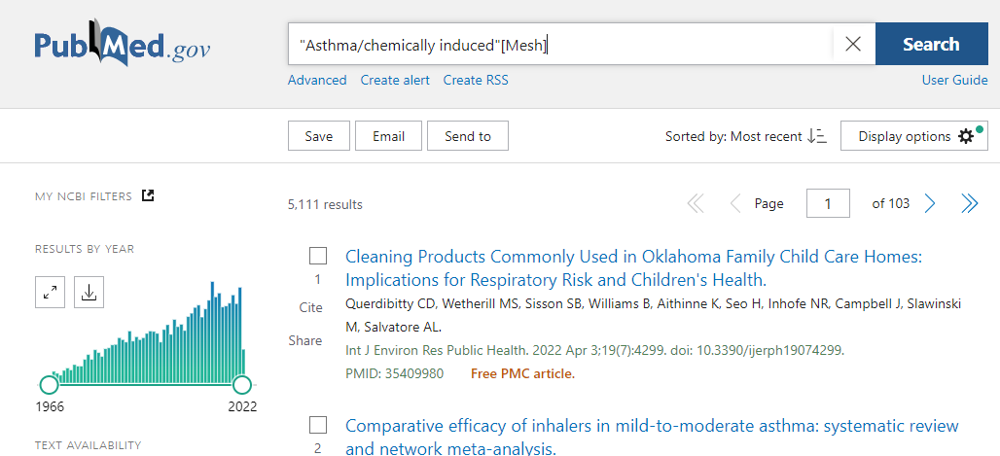 PubMed.gov
"Asthma/chemically induced"[Mesh]
Search
Advanced Create alert Create RSS
User Guide
Save Email Send to
Sorted by: Most recent
Display options
MY NCBI FILTERS
5,111 results
Page 1 of 103
RESULTS BY YEAR
1966 2022
TEXT AVAILABILITY
1
Cite
Share
Cleaning Products Commonly Used in Oklahoma Family Child Care Homes:
Implications for Respiratory Risk and Children's Health.
Querdibitty CD, Wetherill MS, Sisson SB, Williams B, Aithinne K, Seo H, Inhofe NR, Campbell J, Slawinski
M, Salvatore AL.
Int J Environ Res Public Health. 2022 Apr 3;19(7):4299. doi: 10.3390/ijerph19074299.
PMID: 35409980 Free PMC article.
2
Comparative efficacy of inhalers in mild-to-moderate asthma: systematic review
and network meta-analysis.